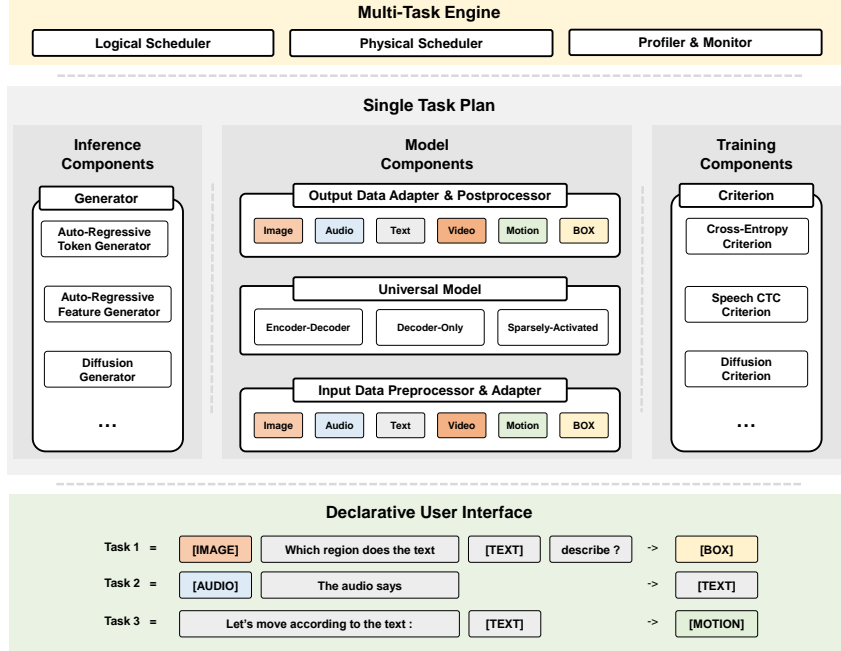 Multi-Task Engine
Logical Scheduler
Physical Scheduler
Profiler & Monitor
Single Task Plan
Inference
Components
Generator
Auto-Regressive
Token Generator
Auto-Regressive
Feature Generator
Diffusion
Generator
...
Model
Components
Output Data Adapter & Postprocessor
Image Audio Text Video Motion BOX
Universal Model
Encoder-Decoder Decoder-Only Sparsely-Activated
Input Data Preprocessor & Adapter
Image Audio Text Video Motion BOX
Training
Components
Criterion
Cross-Entropy
Criterion
Speech CTC
Criterion
Diffusion
Criterion
...
Declarative User Interface
Task 1 = [IMAGE] Which region does the text [TEXT] describe ? -> [BOX]
Task 2 = [AUDIO] The audio says -> [TEXT]
Task 3 = Let's move according to the text : [TEXT] -> [MOTION]